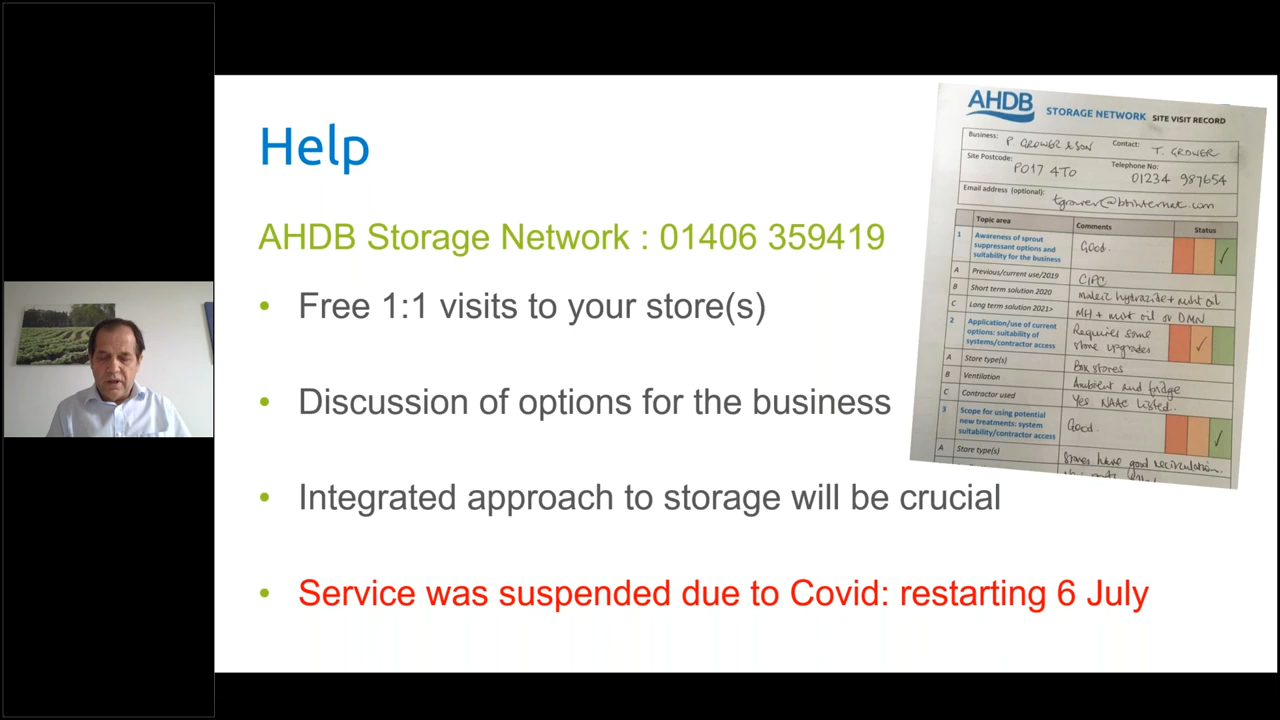 Help
AHDB Storage Network : 01406 359419
• Free 1:1 visits to your store(s)
• Discussion of options for the business
• Integrated approach to storage will be crucial
• Service was suspended due to Covid: restarting 6 July
AHDB STORAGE NETWORK SITE VISIT RECORD
Business: P. GROWER & SON Contact: T. GROWER
Site Postcode: PO17 4TO Telephone No: 01234 987654
Email address (optional): tgrower@btinternet.com
Topic area Comments Status
1 Awareness of sprout suppressant options and suitability for the business Good. ✓
A Previous/current use/2019 CIPC
B Short term solution 2020 Maleic hydrazide + mint oil
C Long term solution 2021> MH + mint oil or DMN
2 Application/use of current options: suitability of systems/contractor access Requires some store upgrades ✓
A Store type(s) Box stores
B Ventilation Ambient and fridge
C Contractor used Yes. NAAC listed.
3 Scope for using potential new treatments: system suitability/contractor access Good. ✓
A Store type(s) Stores have good recirculation.